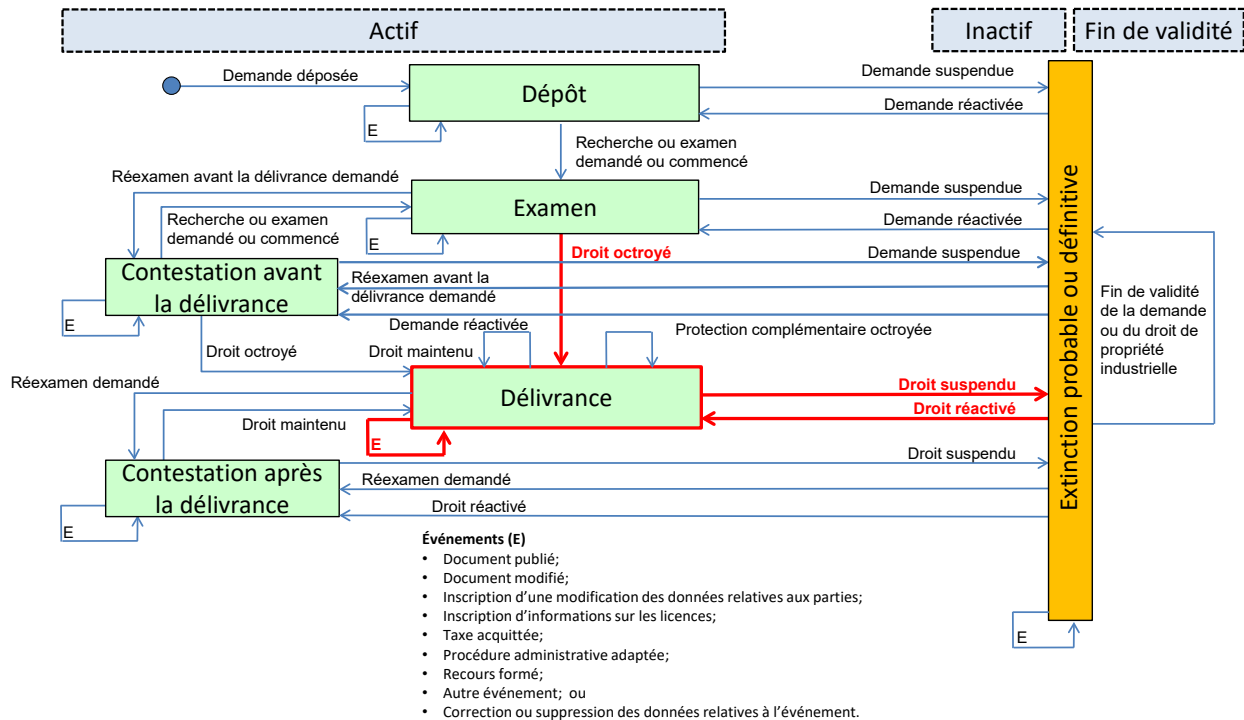 Actif
Inactif
Fin de validité
Demande déposée
Dépôt
Demande suspendue
Demande réactivée
E
Recherche ou examen
demandé ou commencé
Réexamen avant la délivrance demandé
Examen
Demande suspendue
Demande réactivée
Recherche ou examen
demandé ou commencé
E
Droit octroyé
Demande suspendue
Contestation avant
la délivrance
Réexamen avant la
délivrance demandé
E
Demande réactivée
Protection complémentaire octroyée
Droit octroyé
Droit maintenu
Fin de validité
de la demande
ou du droit de
propriété
industrielle
Extinction probable ou définitive
Réexamen demandé
Délivrance
Droit suspendu
Droit réactivé
Droit maintenu
E
Contestation après
la délivrance
Droit suspendu
Réexamen demandé
Droit réactivé
E
Événements (E)
• Document publié;
• Document modifié;
• Inscription d'une modification des données relatives aux parties;
• Inscription d'informations sur les licences;
• Taxe acquittée;
• Procédure administrative adaptée;
• Recours formé;
• Autre événement; ou
• Correction ou suppression des données relatives à l'événement.
E